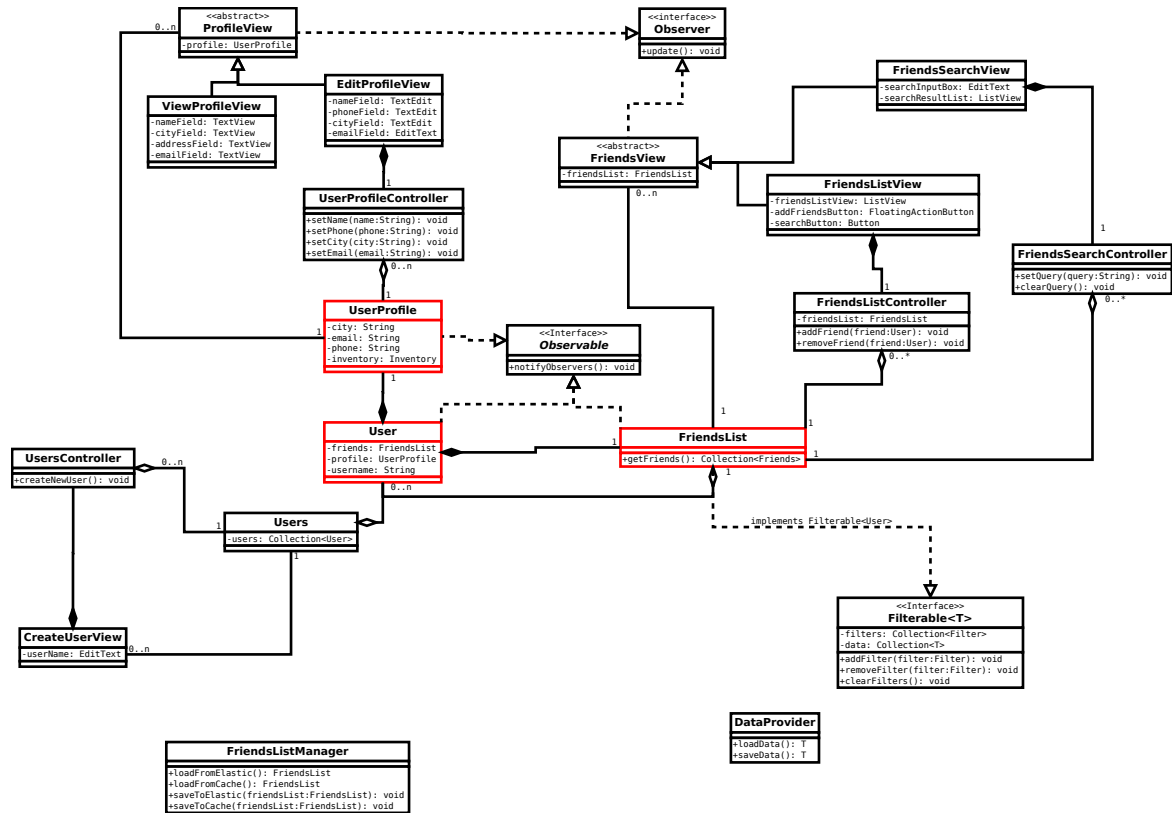 <<abstract>>
ProfileView
-profile: UserProfile
0..n
<<interface>>
Observer
+update(): void
FriendsSearchView
-searchInputBox: EditText
-searchResultList: ListView
EditProfileView
-nameField: TextEdit
-phoneField: TextEdit
-cityField: TextEdit
-emailField: EditText
ViewProfileView
-nameField: TextView
-cityField: TextView
-addressField: TextView
-emailField: TextView
<<abstract>>
FriendsView
-friendsList: FriendsList
0..n
FriendsListView
-friendsListView: ListView
-addFriendsButton: FloatingActionButton
-searchButton: Button
1
UserProfileController
+setName(name:String): void
+setPhone(phone:String): void
+setCity(city:String): void
+setEmail(email:String): void
0..n
1
FriendsSearchController
+setQuery(query:String): void
+clearQuery(): void
0..*
1
FriendsListController
-friendsList: FriendsList
+addFriend(friend:User): void
+removeFriend(friend:User): void
0..*
1
UserProfile
-city: String
-email: String
-phone: String
-inventory: Inventory
1
1
<<Interface>>
Observable
+notifyObservers(): void
User
-friends: FriendsList
-profile: UserProfile
-username: String
0..n
1
1
1
FriendsList
+getFriends(): Collection<Friends>
1
1
UsersController
+createNewUser(): void
0..n
1
Users
-users: Collection<User>
1
implements Filterable<User>
<<Interface>>
Filterable<T>
-filters: Collection<Filter>
-data: Collection<T>
+addFilter(filter:Filter): void
+removeFilter(filter:Filter): void
+clearFilters(): void
CreateUserView
-userName: EditText
0..n
DataProvider
+loadData(): T
+saveData(): T
FriendsListManager
+loadFromElastic(): FriendsList
+loadFromCache(): FriendsList
+saveToElastic(friendsList:FriendsList): void
+saveToCache(friendsList:FriendsList): void